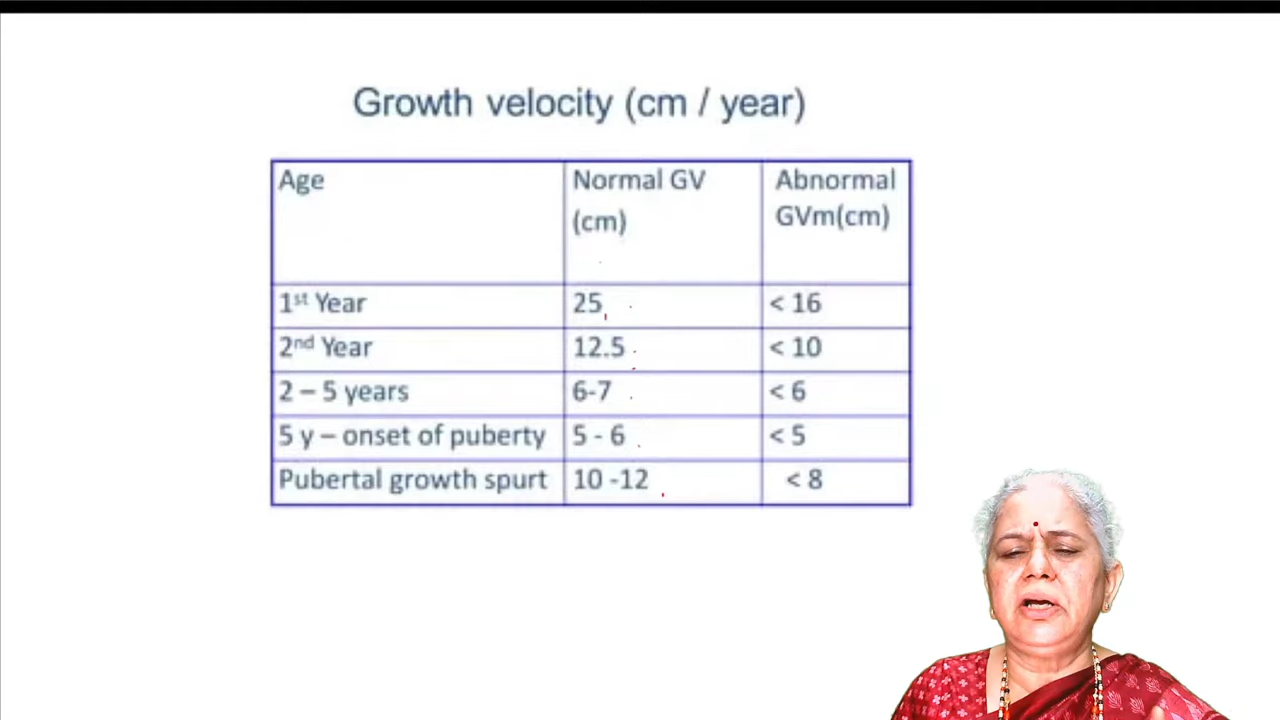 Growth velocity (cm / year)
Age Normal GV (cm) Abnormal GVm(cm)
1st Year 25 < 16
2nd Year 12.5 < 10
2 – 5 years 6-7 < 6
5 y – onset of puberty 5 - 6 < 5
Pubertal growth spurt 10 -12 < 8